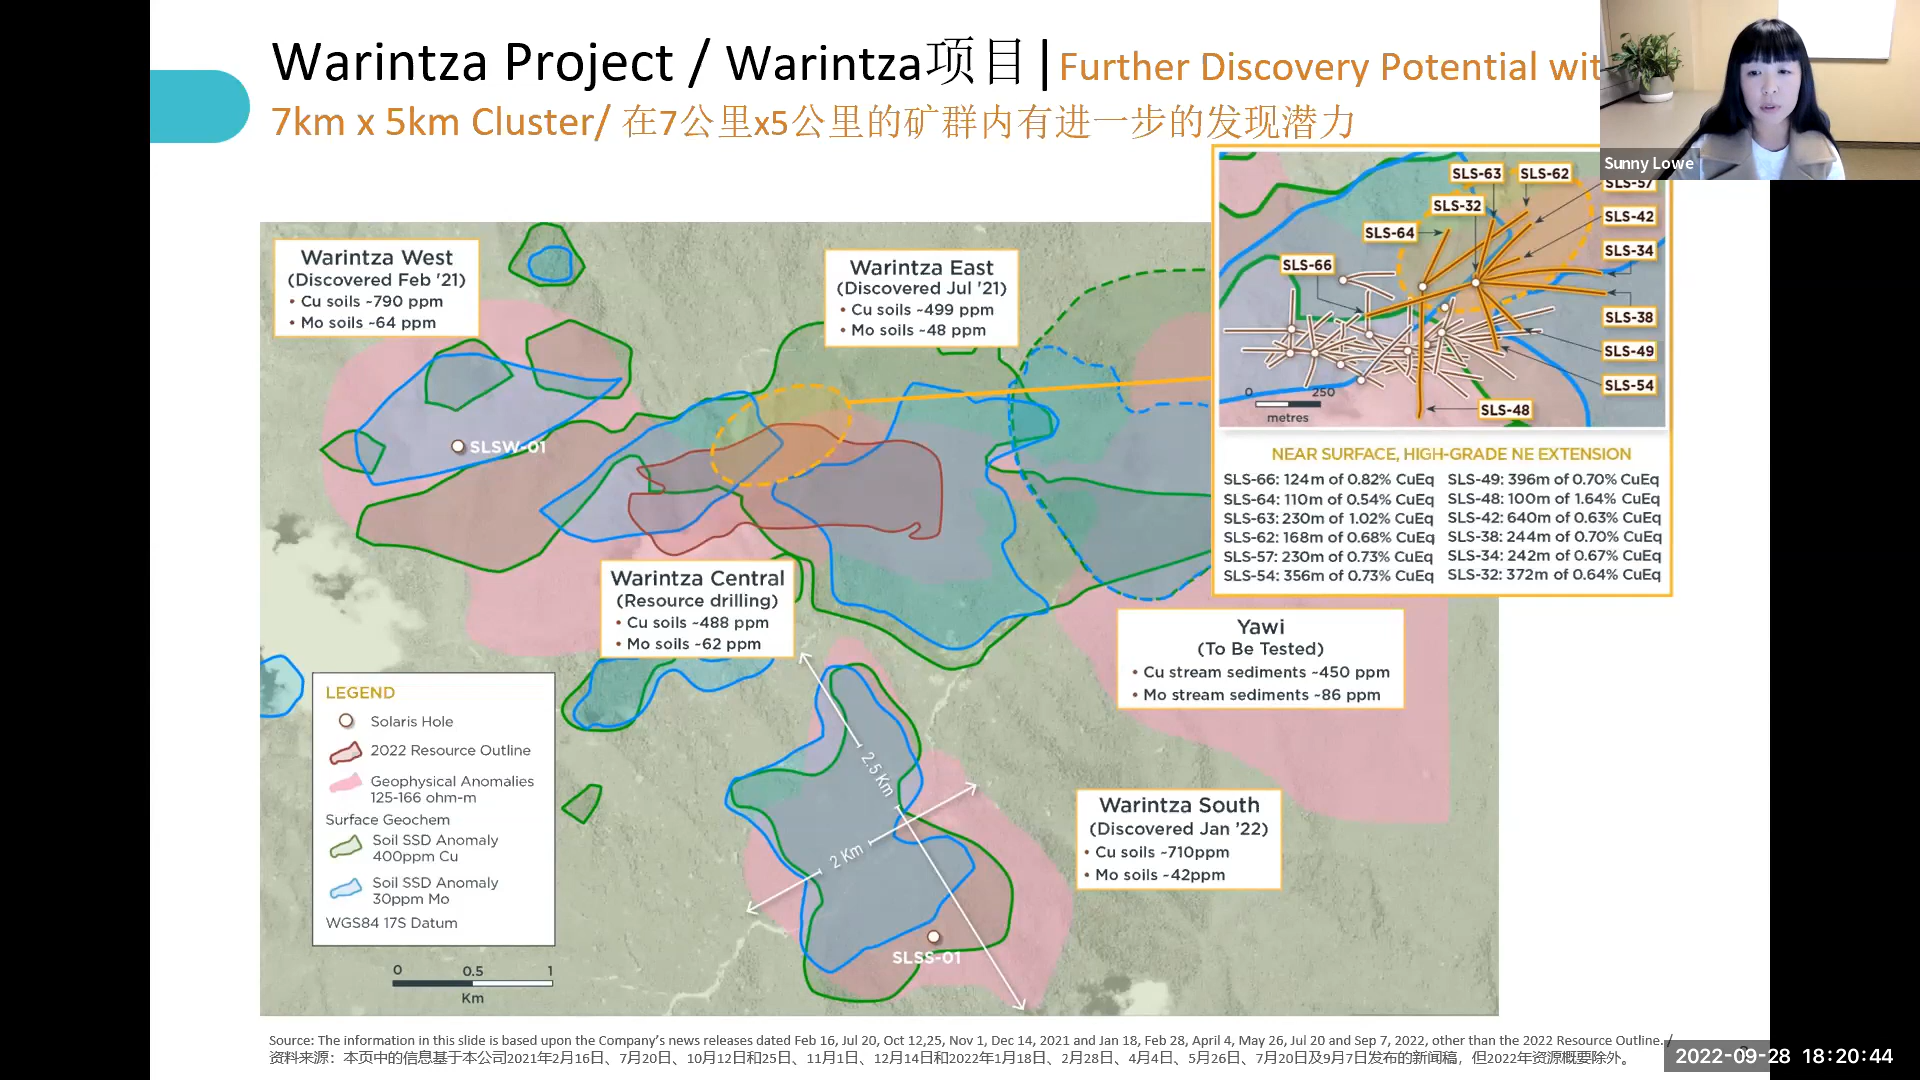 Warintza Project / Warintza项目|Further Discovery Potential wit
7km x 5km Cluster/ 在7公里x5公里的矿群内有进一步的发现潜力
Sunny Lowe
Warintza West
(Discovered Feb '21)
• Cu soils ~790 ppm
• Mo soils ~64 ppm
Warintza East
(Discovered Jul '21)
• Cu soils ~499 ppm
• Mo soils ~48 ppm
SLS-63
SLS-62
SLS-57
SLS-32
SLS-42
SLS-64
SLS-34
SLS-66
SLS-38
SLS-49
SLS-54
SLS-48
0 250
metres
NEAR SURFACE, HIGH-GRADE NE EXTENSION
SLS-66: 124m of 0.82% CuEq SLS-49: 396m of 0.70% CuEq
SLS-64: 110m of 0.54% CuEq SLS-48: 100m of 1.64% CuEq
SLS-63: 230m of 1.02% CuEq SLS-42: 640m of 0.63% CuEq
SLS-62: 168m of 0.68% CuEq SLS-38: 244m of 0.70% CuEq
SLS-57: 230m of 0.73% CuEq SLS-34: 242m of 0.67% CuEq
SLS-54: 356m of 0.73% CuEq SLS-32: 372m of 0.64% CuEq
SLSW-01
Warintza Central
(Resource drilling)
• Cu soils ~488 ppm
• Mo soils ~62 ppm
Yawi
(To Be Tested)
• Cu stream sediments ~450 ppm
• Mo stream sediments ~86 ppm
LEGEND
Solaris Hole
2022 Resource Outline
Geophysical Anomalies
125-166 ohm-m
Surface Geochem
Soil SSD Anomaly
400ppm Cu
Soil SSD Anomaly
30ppm Mo
WGS84 17S Datum
0 0.5 1
Km
2.5 Km
2 Km
Warintza South
(Discovered Jan '22)
• Cu soils ~710ppm
• Mo soils ~42ppm
SLSS-01
Source: The information in this slide is based upon the Company's news releases dated Feb 16, Jul 20, Oct 12,25, Nov 1, Dec 14, 2021 and Jan 18, Feb 28, April 4, May 26, Jul 20 and Sep 7, 2022, other than the 2022 Resource Outline. /
资料来源：本页中的信息基于本公司2021年2月16日、7月20日、10月12日和25日、11月1日、12月14日和2022年1月18日、2月28日、4月4日、5月26日、7月20日及9月7日发布的新闻稿，但2022年资源概要除外。
2022-09-28 18:20:44